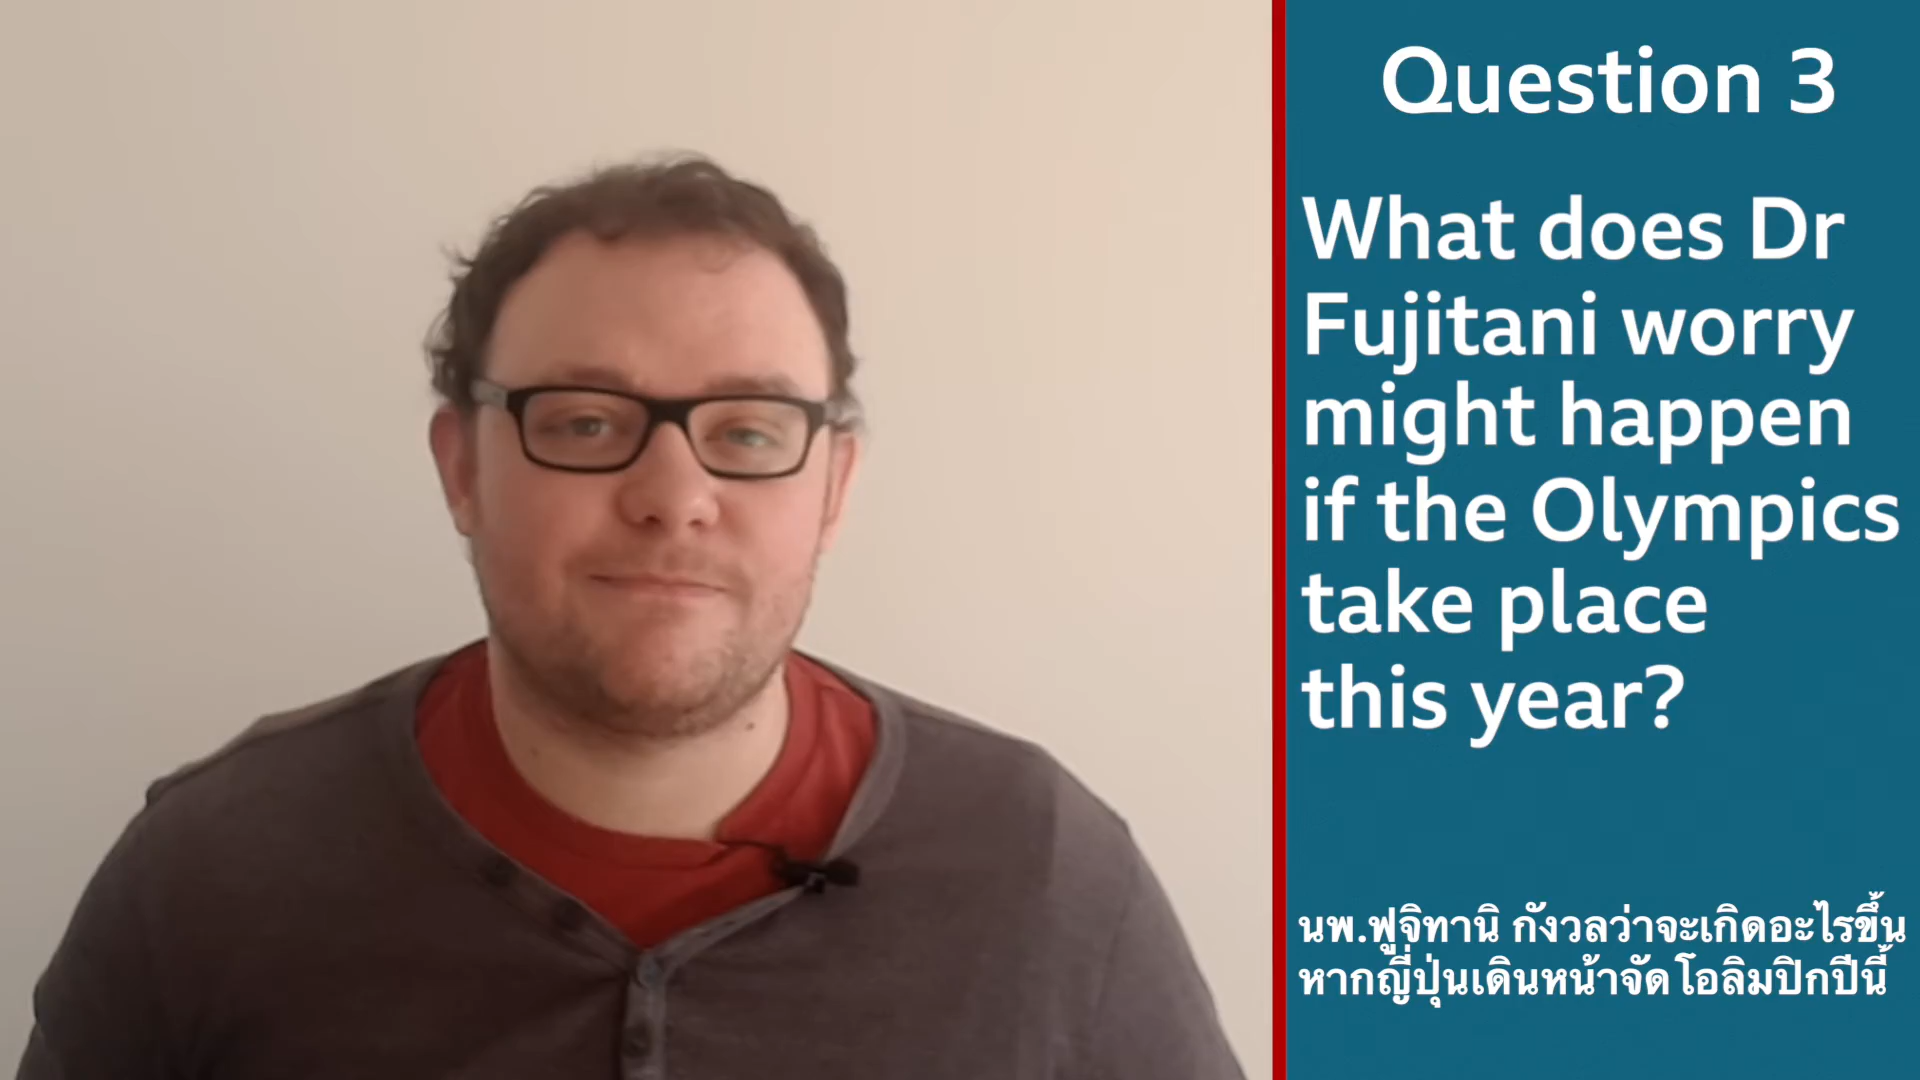 Question 3
What does Dr
Fujitani worry
might happen
if the Olympics
take place
this year?
นพ.ฟูจิทานิ กังวลว่าจะเกิดอะไรขึ้น
หากญี่ปุ่นเดินหน้าจัดโอลิมปิกปีนี้